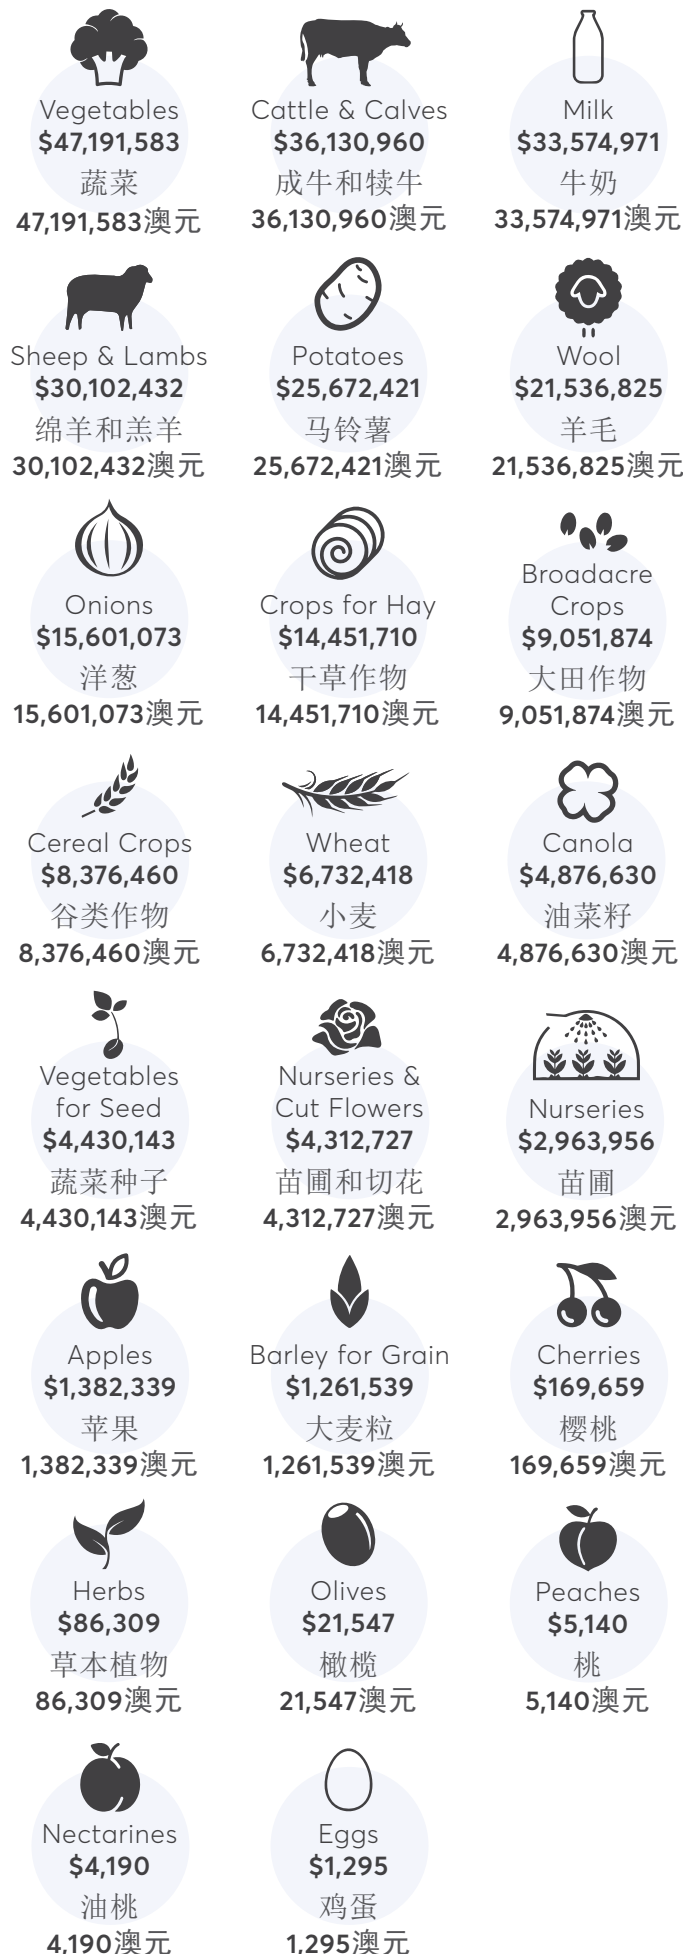 Vegetables
$47,191,583
蔬菜
47,191,583澳元
Cattle & Calves
$36,130,960
成牛和犊牛
36,130,960澳元
Milk
$33,574,971
牛奶
33,574,971澳元
Sheep & Lambs
$30,102,432
绵羊和羔羊
30,102,432澳元
Potatoes
$25,672,421
马铃薯
25,672,421澳元
Wool
$21,536,825
羊毛
21,536,825澳元
Onions
$15,601,073
洋葱
15,601,073澳元
Crops for Hay
$14,451,710
干草作物
14,451,710澳元
Broadacre
Crops
$9,051,874
大田作物
9,051,874澳元
Cereal Crops
$8,376,460
谷类作物
8,376,460澳元
Wheat
$6,732,418
小麦
6,732,418澳元
Canola
$4,876,630
油菜籽
4,876,630澳元
Vegetables
for Seed
$4,430,143
蔬菜种子
4,430,143澳元
Nurseries &
Cut Flowers
$4,312,727
苗圃和切花
4,312,727澳元
Nurseries
$2,963,956
苗圃
2,963,956澳元
Apples
$1,382,339
苹果
1,382,339澳元
Barley for Grain
$1,261,539
大麦粒
1,261,539澳元
Cherries
$169,659
樱桃
169,659澳元
Herbs
$86,309
草本植物
86,309澳元
Olives
$21,547
橄榄
21,547澳元
Peaches
$5,140
桃
5,140澳元
Nectarines
$4,190
油桃
4,190澳元
Eggs
$1,295
鸡蛋
1,295澳元